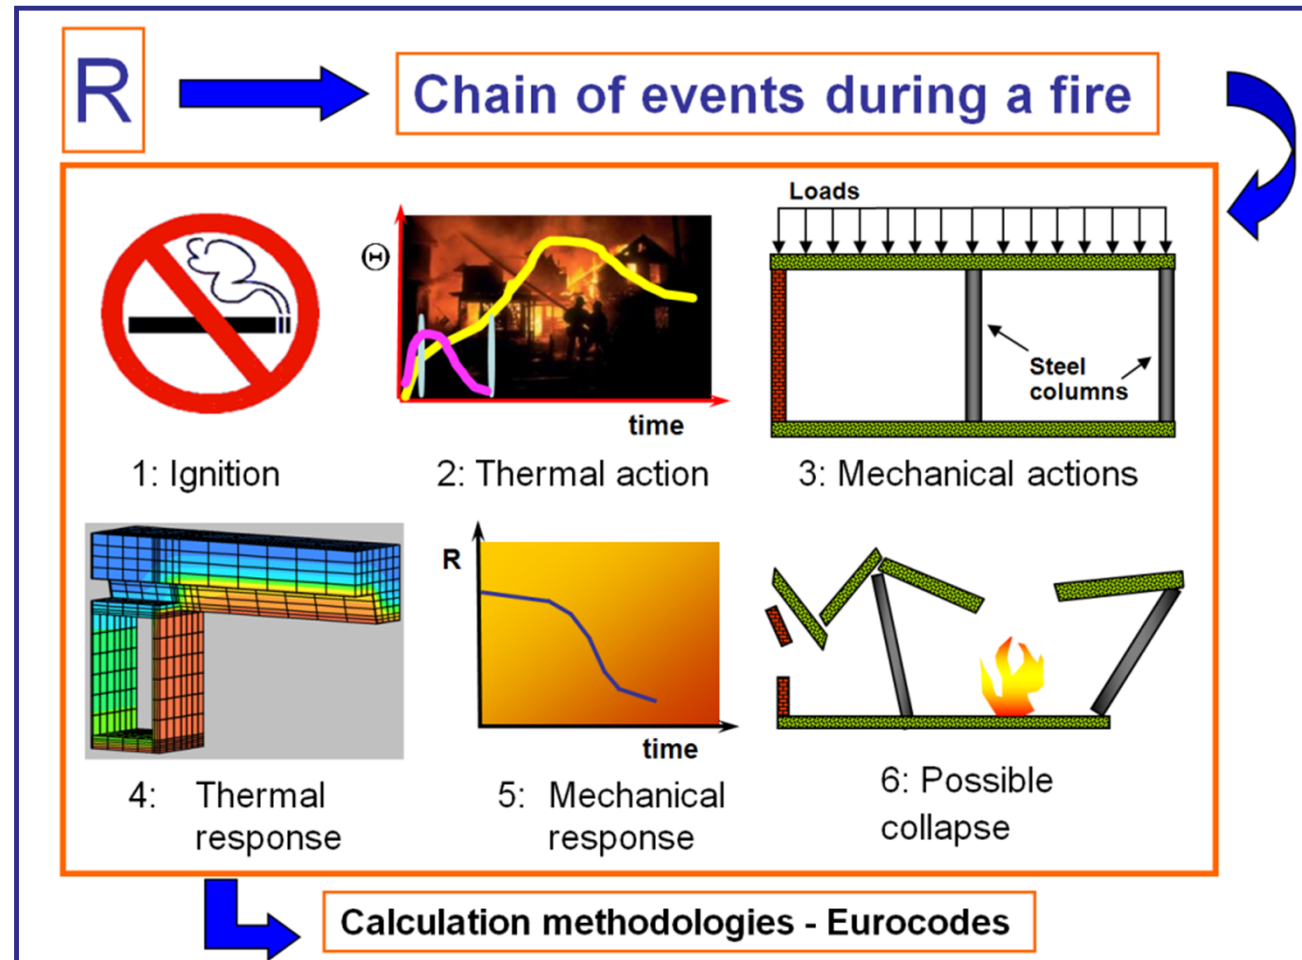 R
Chain of events during a fire
Loads
Θ
Steel
columns
time
1: Ignition
2: Thermal action
3: Mechanical actions
R
time
4: Thermal
response
5: Mechanical
response
6: Possible
collapse
Calculation methodologies - Eurocodes